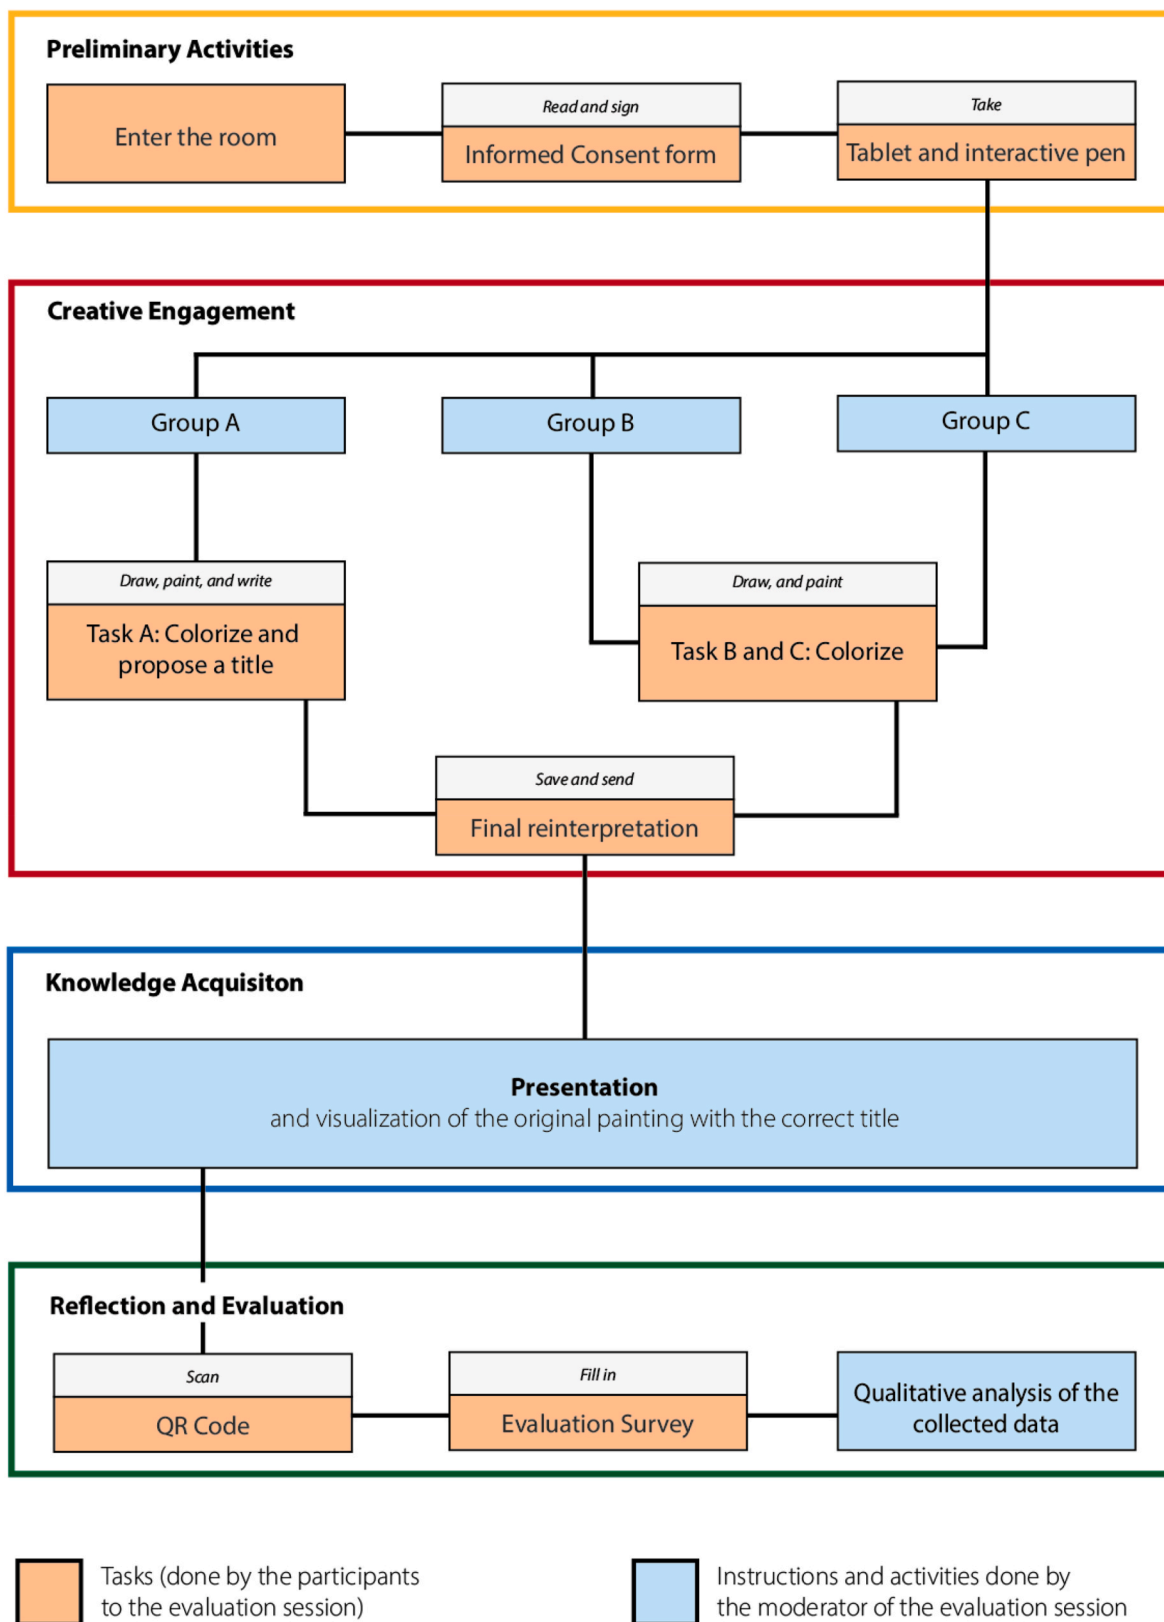 Preliminary Activities
Enter the room
Read and sign
Informed Consent form
Take
Tablet and interactive pen
Creative Engagement
Group A
Group B
Group C
Draw, paint, and write
Task A: Colorize and
propose a title
Draw, and paint
Task B and C: Colorize
Save and send
Final reinterpretation
Knowledge Acquisiton
Presentation
and visualization of the original painting with the correct title
Reflection and Evaluation
Scan
QR Code
Fill in
Evaluation Survey
Qualitative analysis of the
collected data
Tasks (done by the participants
to the evaluation session)
Instructions and activities done by
the moderator of the evaluation session